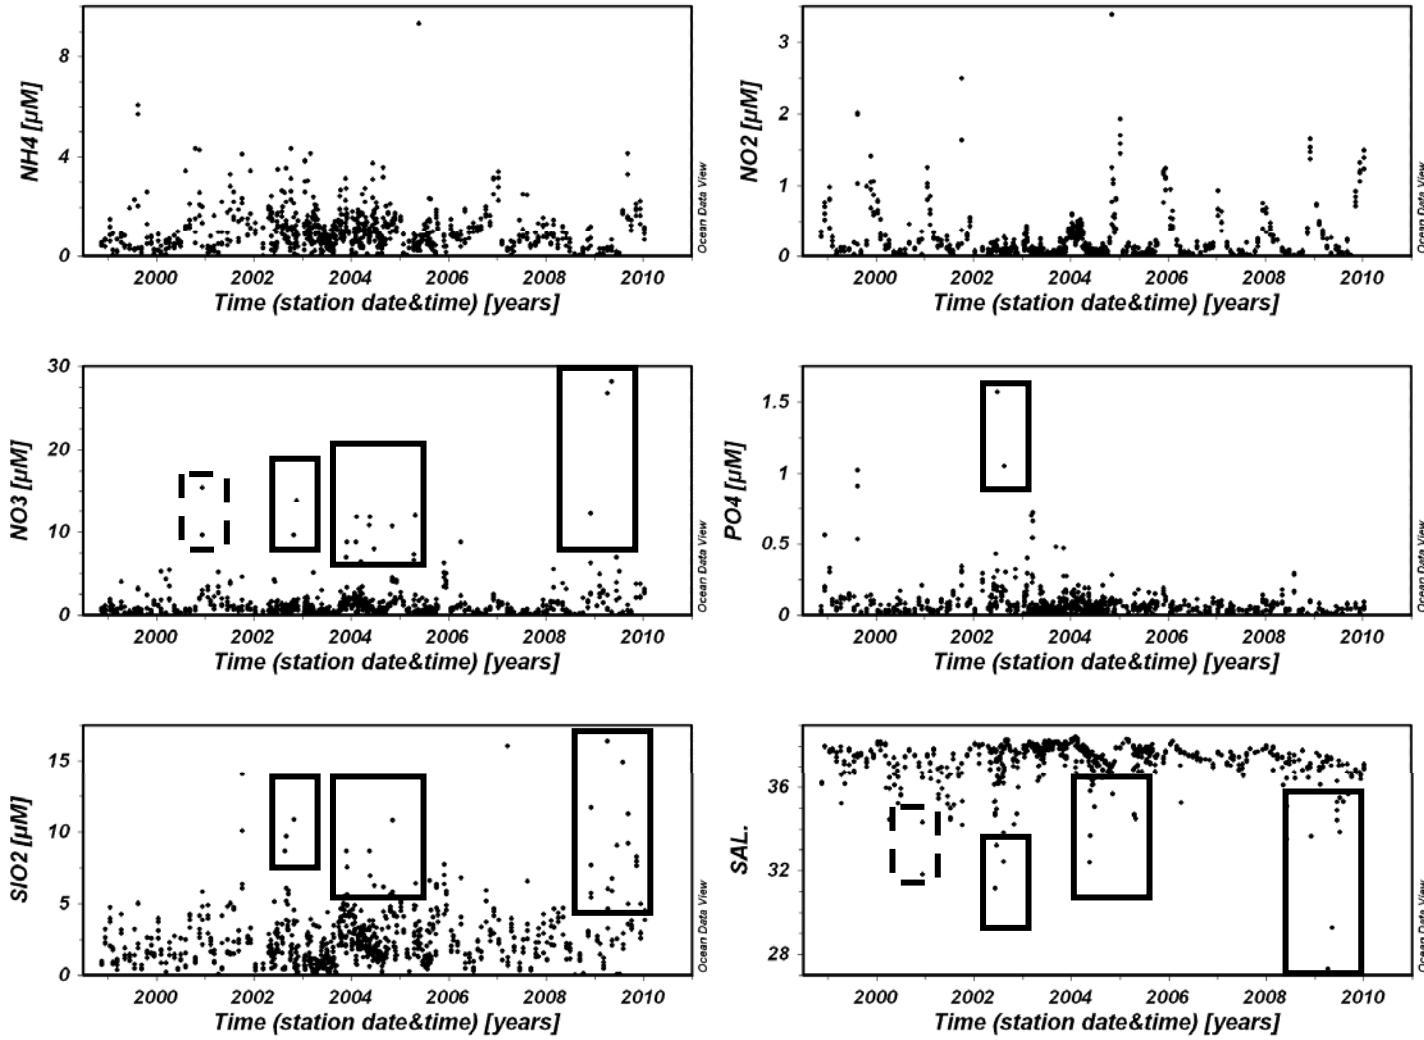 NH4 [µM]
8
4
0
2000 2002 2004 2006 2008 2010
Time (station date&time) [years]
Ocean Data View
NO2 [µM]
3
2
1
0
2000 2002 2004 2006 2008 2010
Time (station date&time) [years]
Ocean Data View
NO3 [µM]
30
20
10
0
2000 2002 2004 2006 2008 2010
Time (station date&time) [years]
Ocean Data View
PO4 [µM]
1.5
1
0.5
0
2000 2002 2004 2006 2008 2010
Time (station date&time) [years]
Ocean Data View
SIO2 [µM]
15
10
5
0
2000 2002 2004 2006 2008 2010
Time (station date&time) [years]
Ocean Data View
SAL.
36
32
28
2000 2002 2004 2006 2008 2010
Time (station date&time) [years]
Ocean Data View